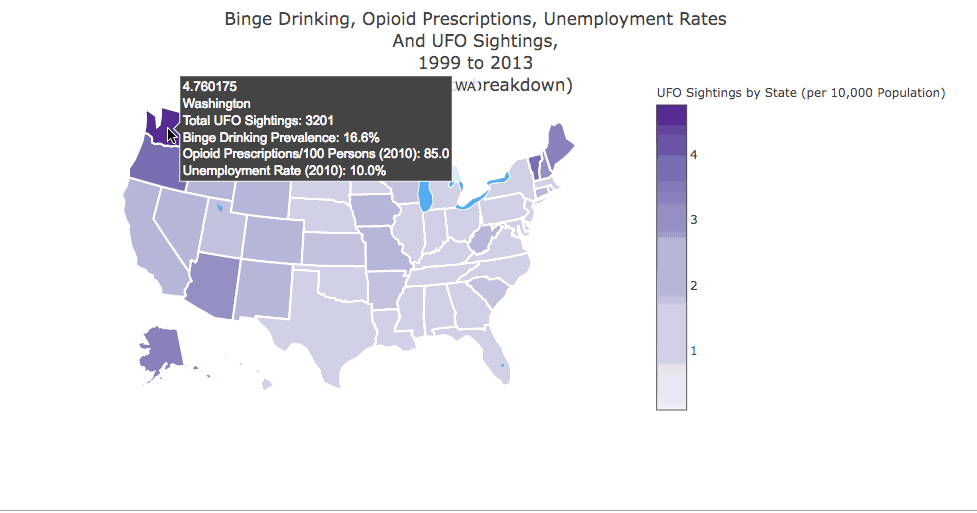 Binge Drinking, Opioid Prescriptions, Unemployment Rates
And UFO Sightings,
1999 to 2013
breakdown)
WA
4.760175
Washington
Total UFO Sightings: 3201
Binge Drinking Prevalence: 16.6%
Opioid Prescriptions/100 Persons (2010): 85.0
Unemployment Rate (2010): 10.0%
UFO Sightings by State (per 10,000 Population)
4
3
2
1